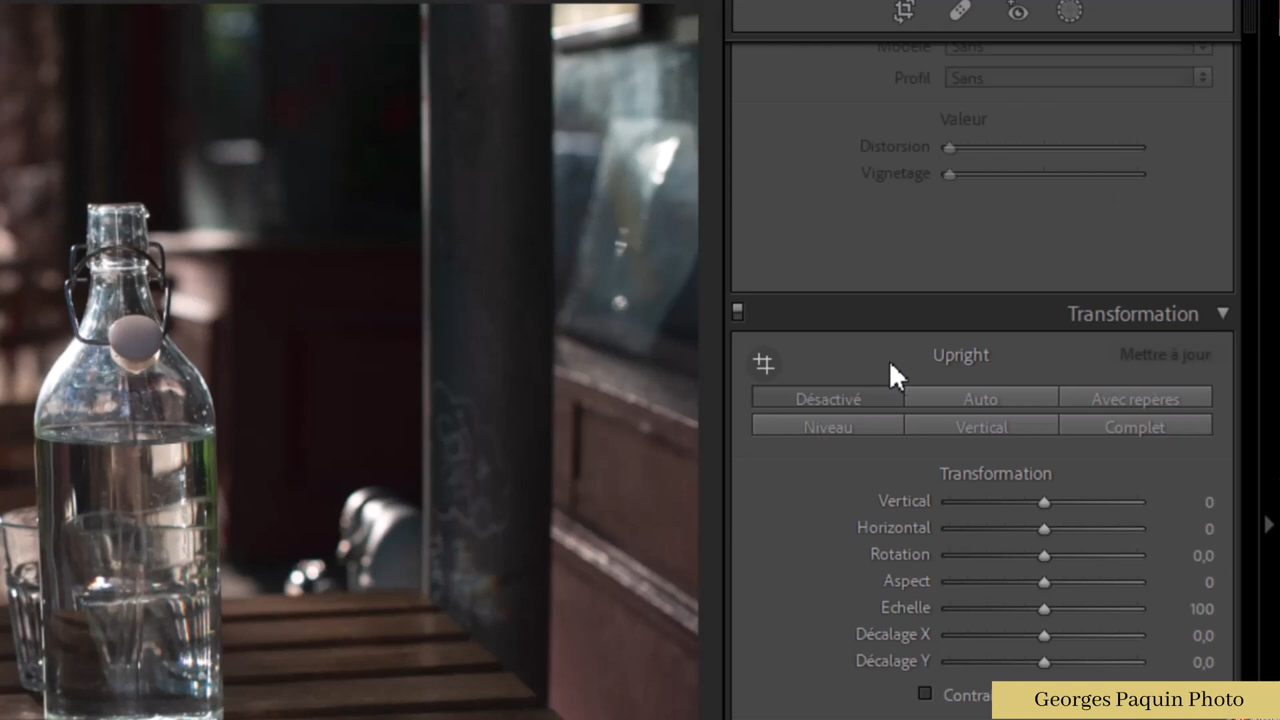 Modèle Sans
Profil Sans
Valeur
Distorsion
Vignetage
Transformation
Upright Mettre à jour
Désactivé Auto Avec repères
Niveau Vertical Complet
Transformation
Vertical 0
Horizontal 0
Rotation 0,0
Aspect 0
Echelle 100
Décalage X 0,0
Décalage Y 0,0
Georges Paquin Photo